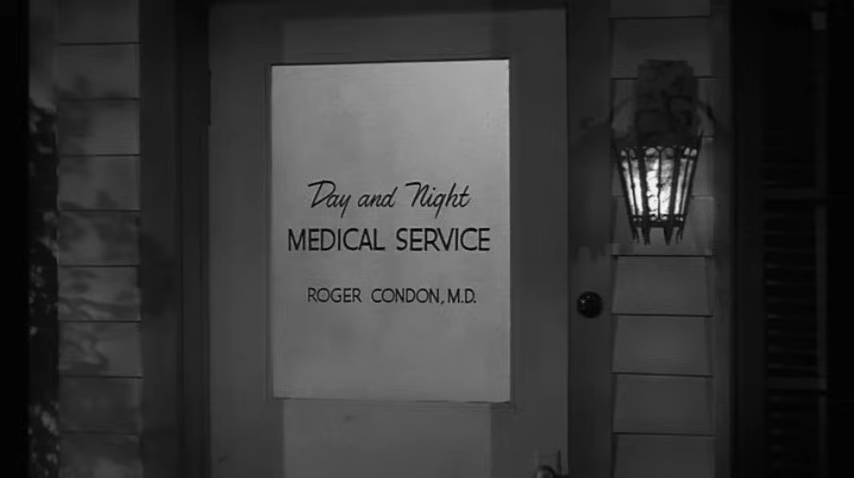 Day and Night
MEDICAL SERVICE
ROGER CONDON, M.D.